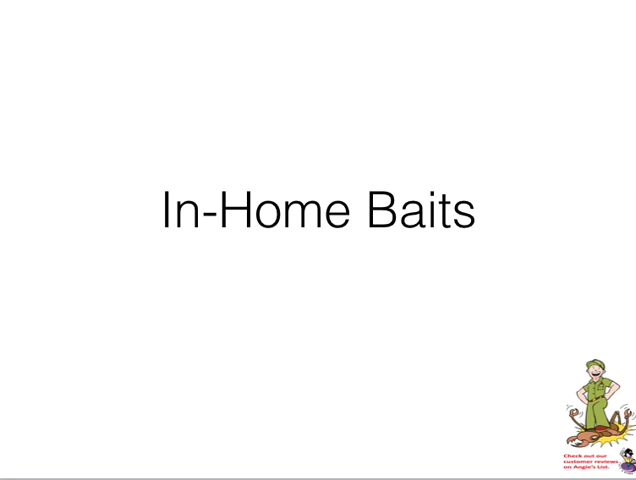 In-Home Baits
Check out our
customer reviews
on Angie's List.